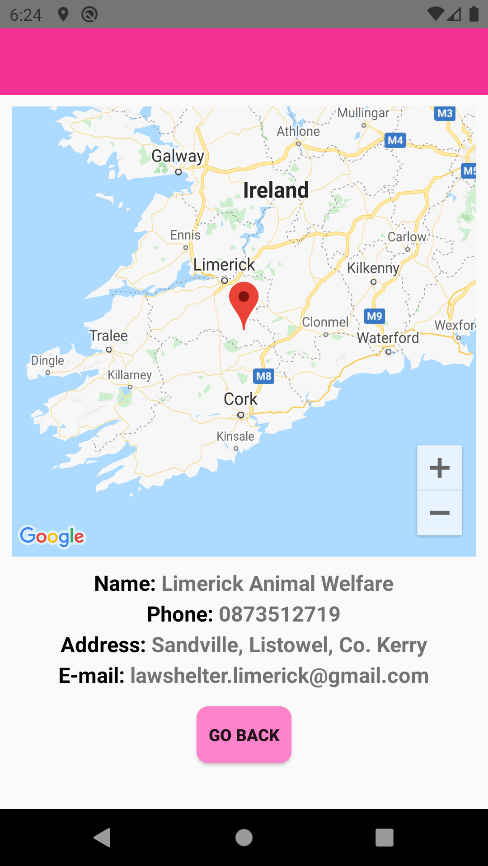 6:24
Mullingar
M3
Athlone
M4
Galway
Ireland
Ennis
Carlow
Limerick
Kilkenny
Clonmel
M9
Waterford
Tralee
Dingle
Killarney
M8
Cork
Kinsale
+
−
Google
Name: Limerick Animal Welfare
Phone: 0873512719
Address: Sandville, Listowel, Co. Kerry
E-mail: lawshelter.limerick@gmail.com
GO BACK